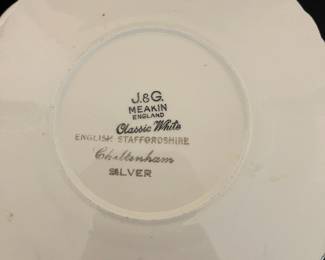 J.&G.
MEAKIN
ENGLAND
Classic White
ENGLISH STAFFORDSHIRE
Cheltenham
SILVER